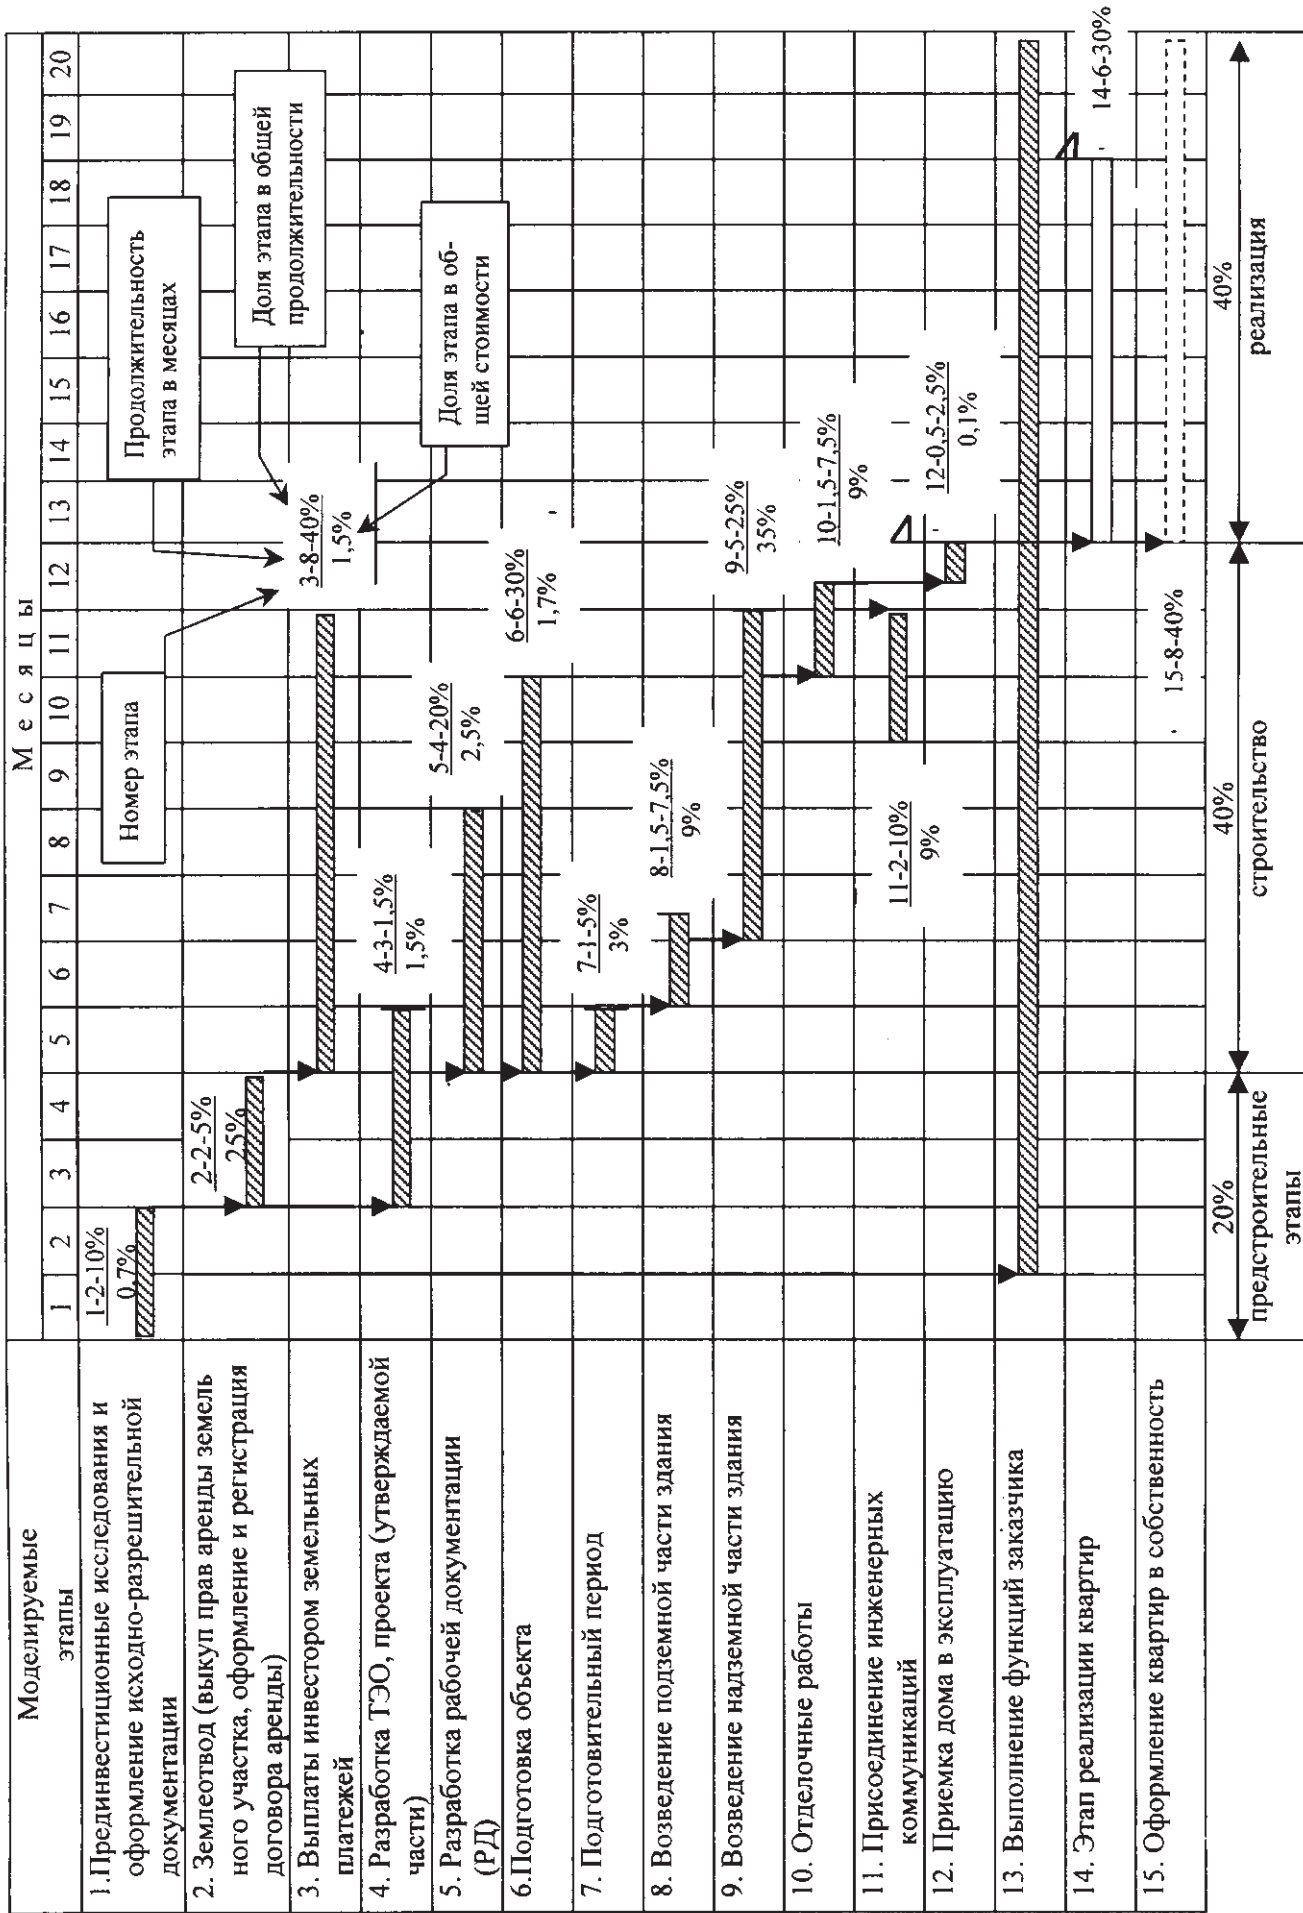 Моделируемые
этапы
М е с я ц ы
1 2 3 4 5 6 7 8 9 10 11 12 13 14 15 16 17 18 19 20
1.Прединвестиционные исследования и
оформление исходно-разрешительной
документации
1-2-10%
0,7%
Номер этапа
Продолжительность
этапа в месяцах
2. Землеотвод (выкуп прав аренды земель
ного участка, оформление и регистрация
договора аренды)
2-2-5%
25%
Доля этапа в общей
продолжительности
3. Выплаты инвестором земельных
платежей
3-8-40%
1,5%
4. Разработка ТЭО, проекта (утверждаемой
части)
4-3-1,5%
1,5%
Доля этапа в об-
щей стоимости
5. Разработка рабочей документации
(РД)
5-4-20%
2,5%
6.Подготовка объекта
6-6-30%
1,7%
7. Подготовительный период
7-1-5%
3%
8. Возведение подземной части здания
8-1,5-7,5%
9%
9. Возведение надземной части здания
9-5-25%
35%
10. Отделочные работы
10-1,5-7,5%
9%
11. Присоединение инженерных
коммуникаций
11-2-10%
9%
12. Приемка дома в эксплуатацию
12-0,5-2,5%
0,1%
13. Выполнение функций заказчика
14. Этап реализации квартир
14-6-30%
15. Оформление квартир в собственность
15-8-40%
20%
предстроительные
этапы
40%
строительство
40%
реализация